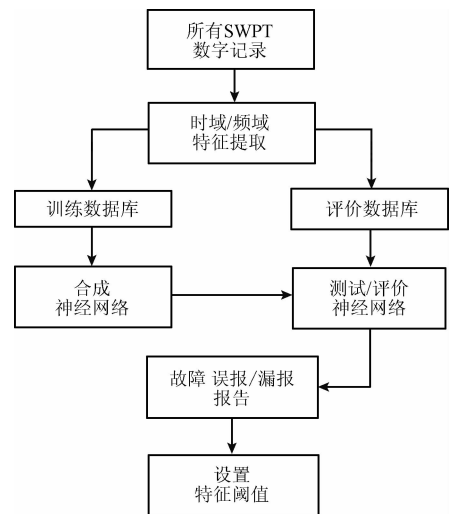 所有SWPT
数字记录
时域/频域
特征提取
训练数据库
评价数据库
合成
神经网络
测试/评价
神经网络
故障 误报/漏报
报告
设置
特征阈值